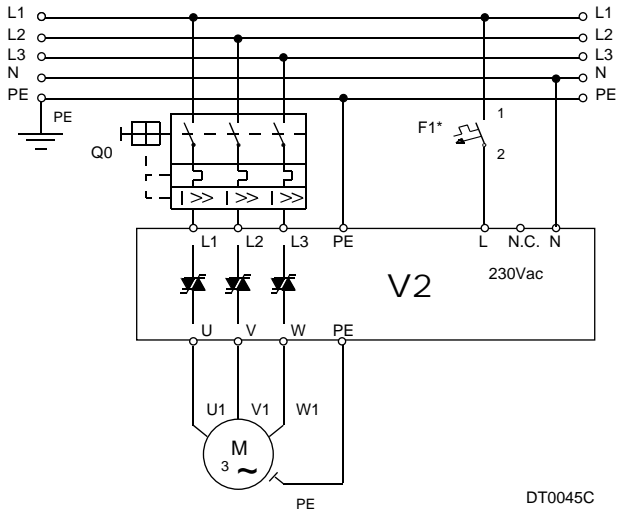 L1 L1
L2 L2
L3 L3
N N
PE PE
PE
1
F1*
Q0
2
I >> I >> I >>
L1 L2 L3 PE L N.C. N
230Vac
V2
U V W PE
U1 V1 W1
M
3 ~
PE
DT0045C